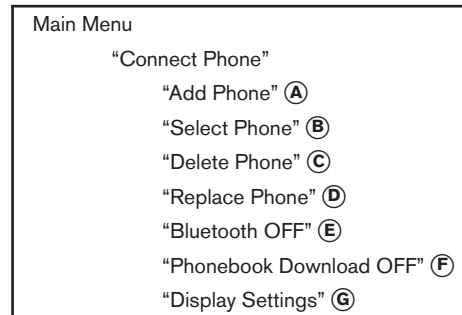 Main Menu
“Connect Phone”
“Add Phone” Ⓐ
“Select Phone” Ⓑ
“Delete Phone” Ⓒ
“Replace Phone” Ⓓ
“Bluetooth OFF” Ⓔ
“Phonebook Download OFF” Ⓕ
“Display Settings” Ⓖ